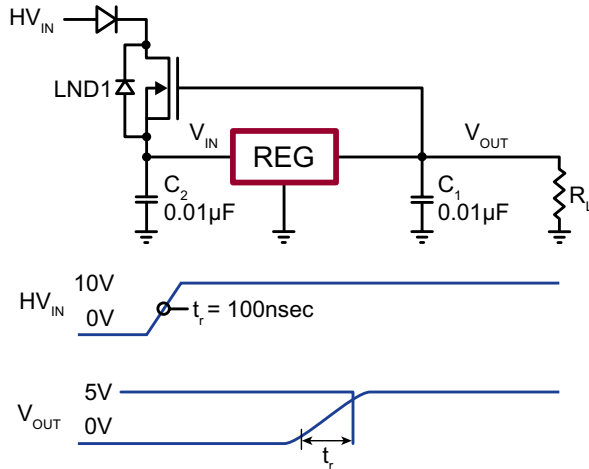 HV_IN
LND1
V_IN
REG
V_OUT
C_2
0.01µF
C_1
0.01µF
R_L
HV_IN
10V
0V
t_r = 100nsec
V_OUT
5V
0V
t_r